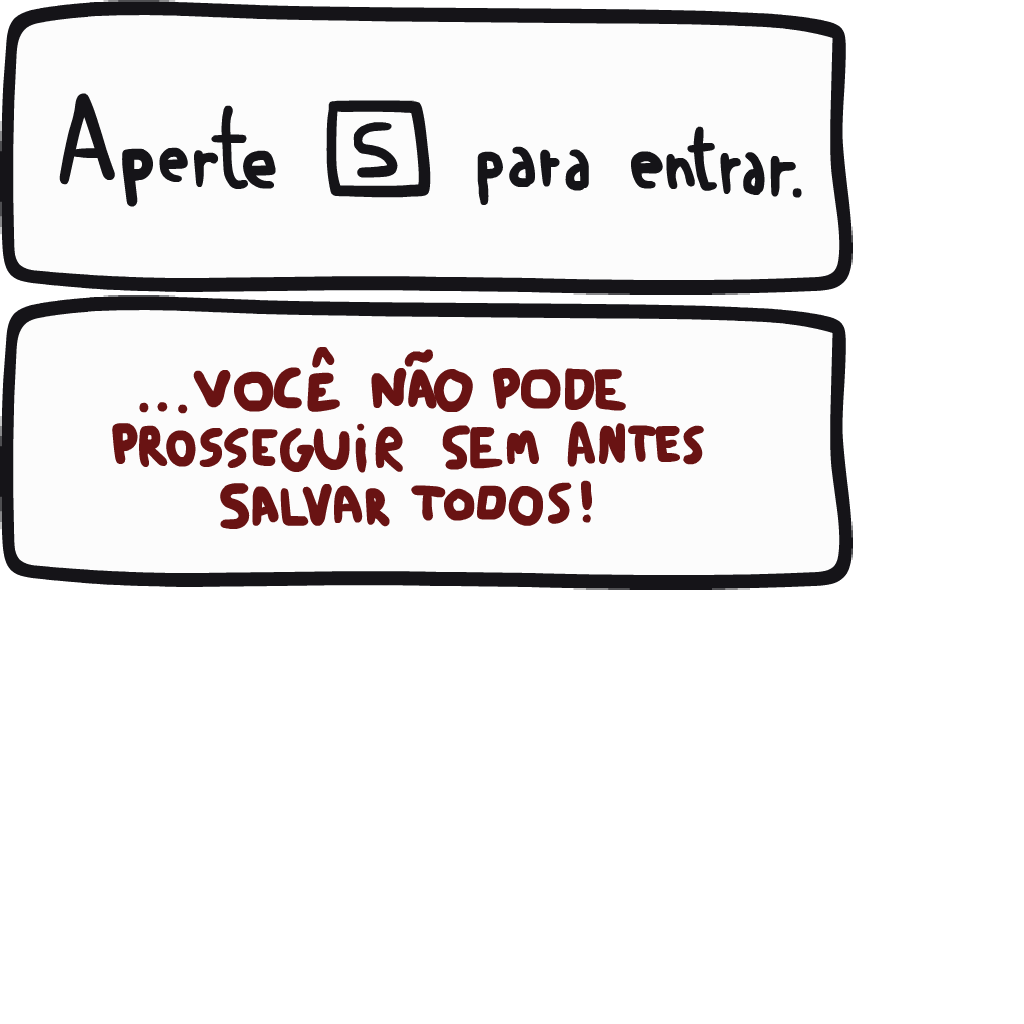 Aperte S para entrar.
...VOCÊ NÃO PODE
PROSSEGUIR SEM ANTES
SALVAR TODOS!